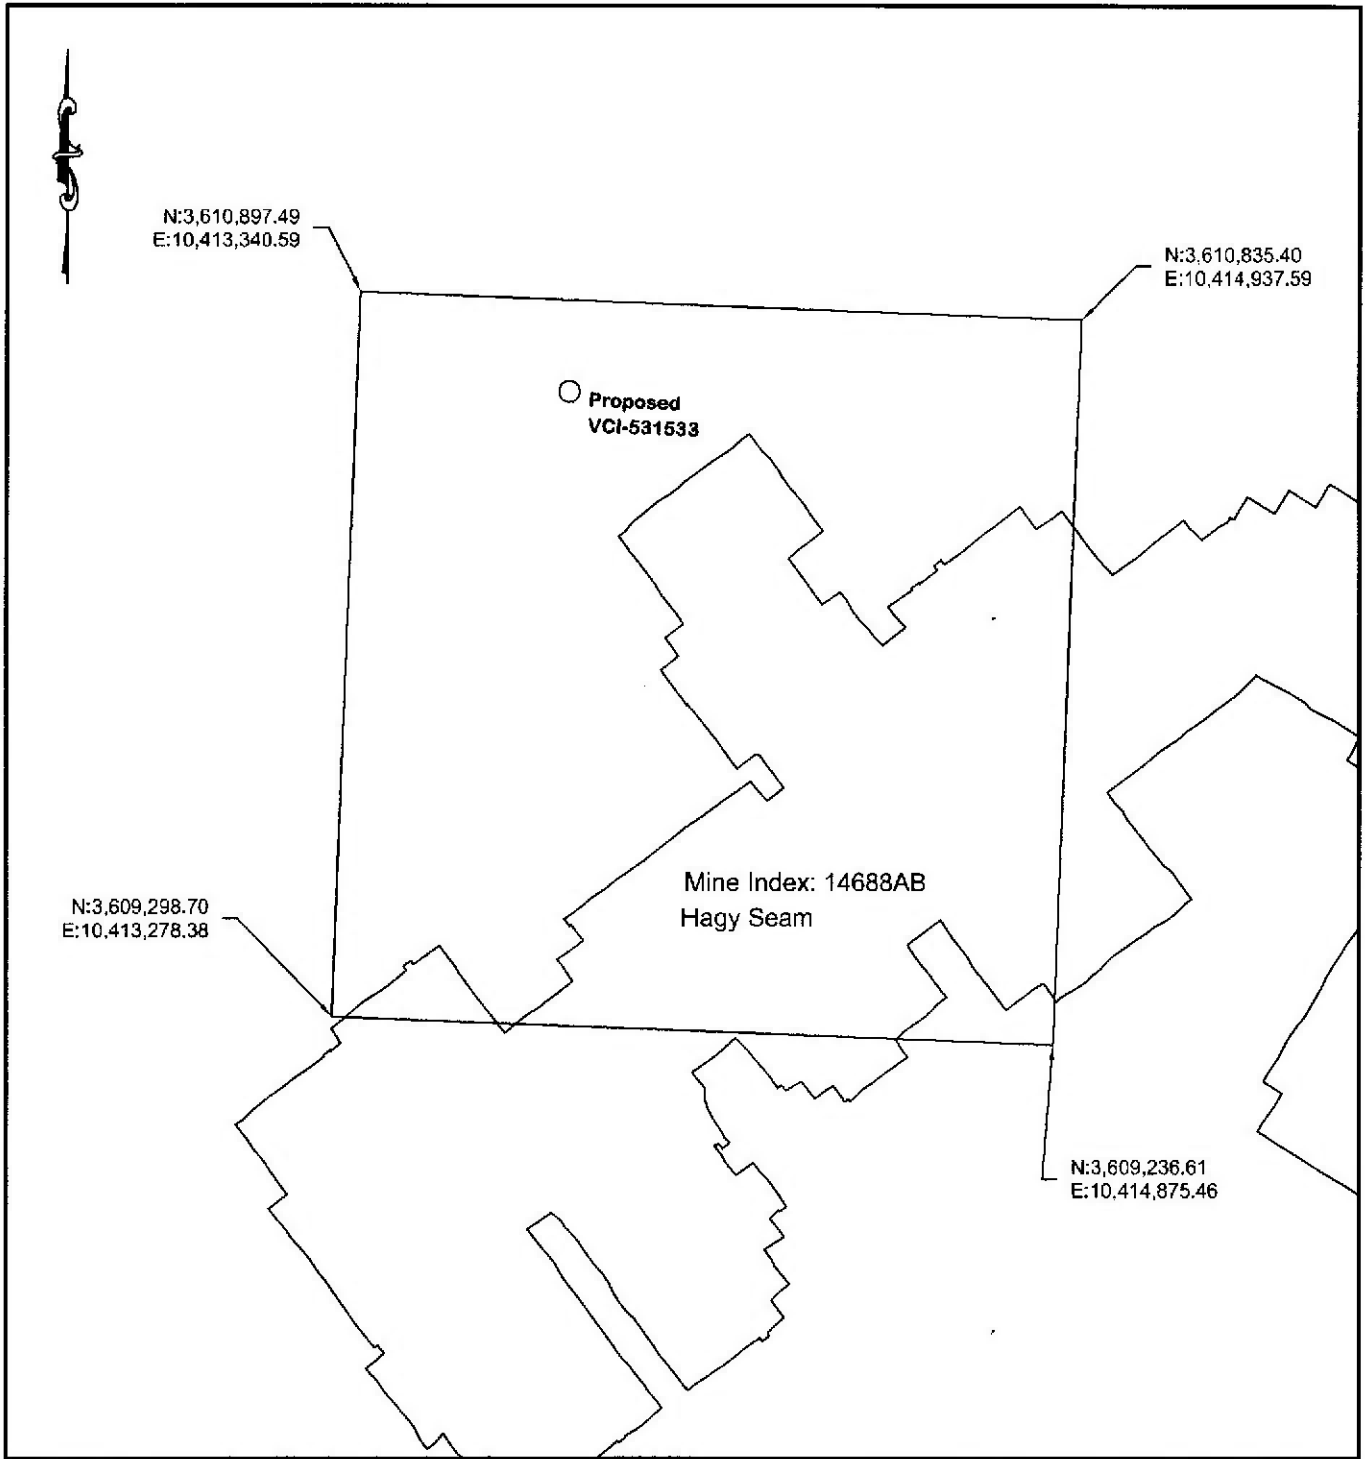 N:3,610,897.49
E:10,413,340.59
N:3,610,835.40
E:10,414,937.59
Proposed
VCI-531533
Mine Index: 14688AB
Hagy Seam
N:3,609,298.70
E:10,413,278.38
N:3,609,236.61
E:10,414,875.46